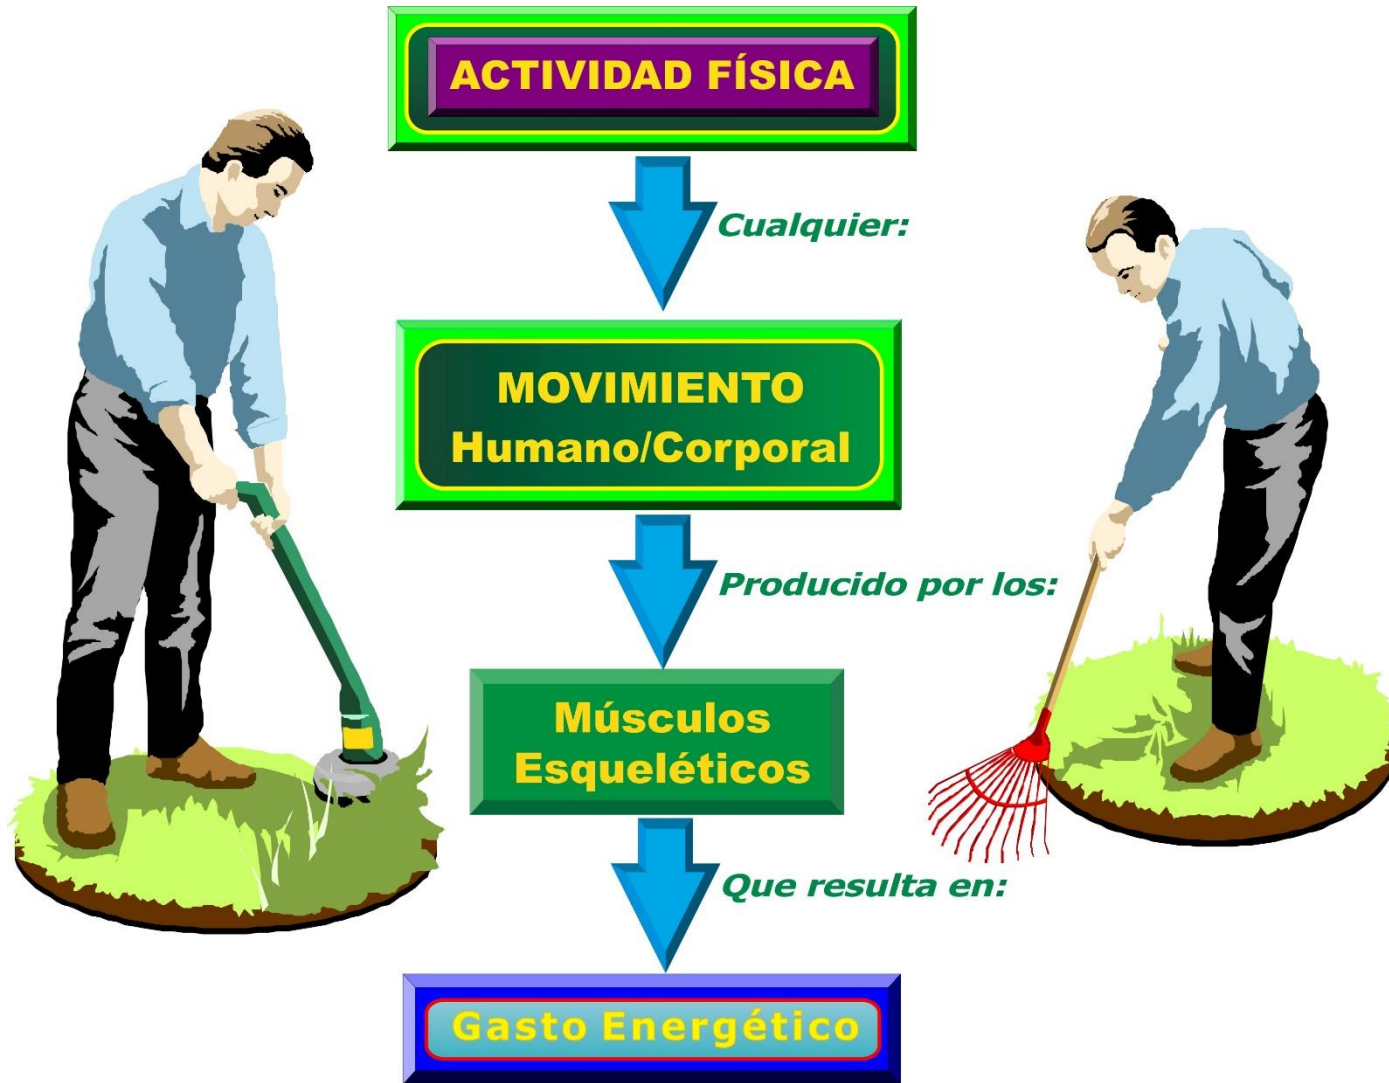 ACTIVIDAD FÍSICA
Cualquier:
MOVIMIENTO
Humano/Corporal
Producido por los:
Músculos
Esqueléticos
Que resulta en:
Gasto Energético